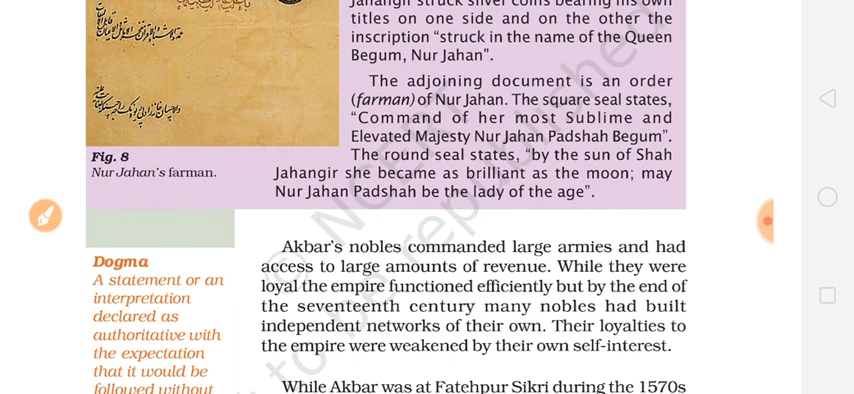 Jahangir struck silver coins bearing his own
titles on one side and on the other the
inscription “struck in the name of the Queen
Begum, Nur Jahan”.
The adjoining document is an order
(farman) of Nur Jahan. The square seal states,
“Command of her most Sublime and
Elevated Majesty Nur Jahan Padshah Begum”.
The round seal states, “by the sun of Shah
Jahangir she became as brilliant as the moon; may
Nur Jahan Padshah be the lady of the age”.
Fig. 8
Nur Jahan’s farman.
Dogma
A statement or an
interpretation
declared as
authoritative with
the expectation
that it would be
followed without
Akbar’s nobles commanded large armies and had
access to large amounts of revenue. While they were
loyal the empire functioned efficiently but by the end of
the seventeenth century many nobles had built
independent networks of their own. Their loyalties to
the empire were weakened by their own self-interest.
While Akbar was at Fatehpur Sikri during the 1570s
© NCERT
to be republished